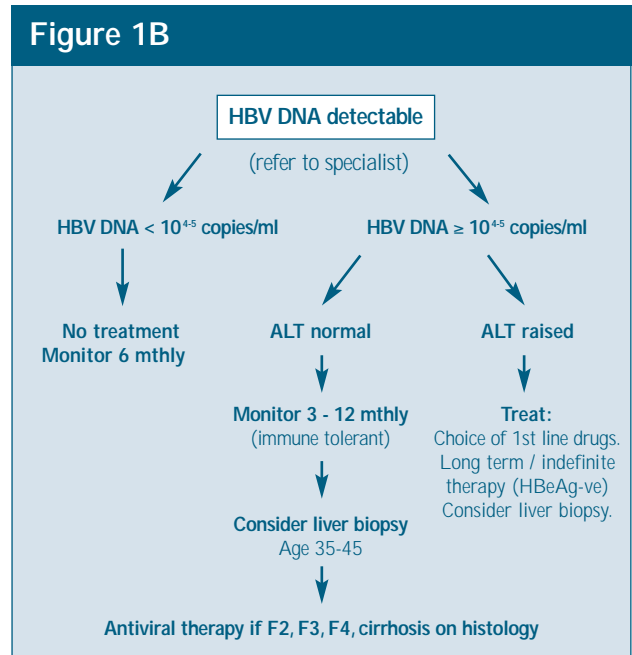 Figure 1B
HBV DNA detectable
(refer to specialist)
HBV DNA < 10⁴⁻⁵ copies/ml
HBV DNA ≥ 10⁴⁻⁵ copies/ml
No treatment
Monitor 6 mthly
ALT normal
ALT raised
Monitor 3 - 12 mthly
(immune tolerant)
Treat:
Choice of 1st line drugs.
Long term / indefinite
therapy (HBeAg-ve)
Consider liver biopsy.
Consider liver biopsy
Age 35-45
Antiviral therapy if F2, F3, F4, cirrhosis on histology